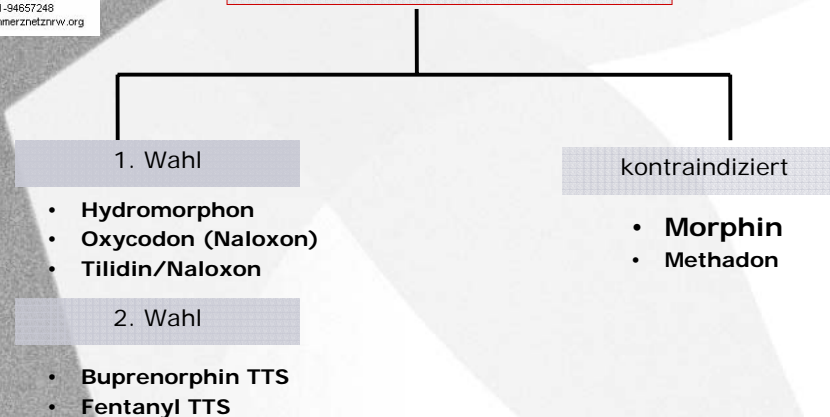 -94657248
merznetznrw.org
1. Wahl
• Hydromorphon
• Oxycodon (Naloxon)
• Tilidin/Naloxon
2. Wahl
• Buprenorphin TTS
• Fentanyl TTS
kontraindiziert
• Morphin
• Methadon